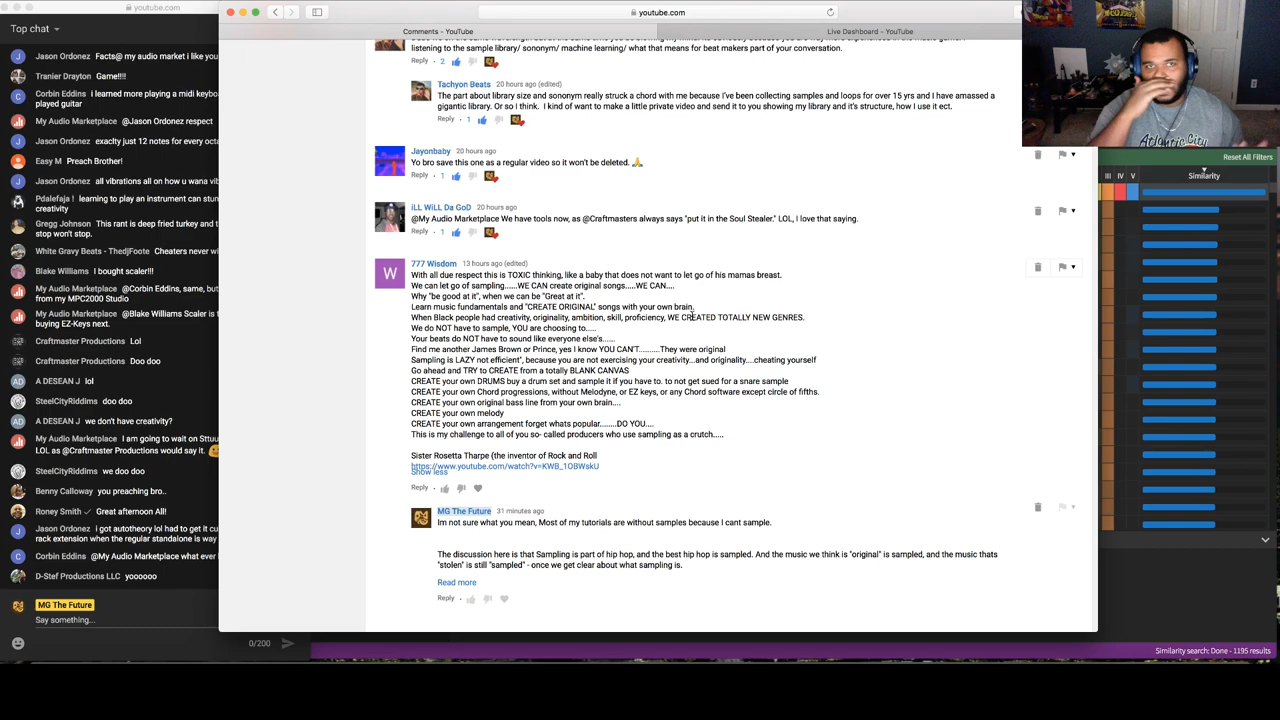 youtube.com
youtube.com
Comments - YouTube
Live Dashboard - YouTube
Top chat
Jason Ordonez Facts@ my audio market i like you
Tranier Drayton Game!!!!
Corbin Eddins i learned more playing a midi keyboa
played guitar
My Audio Marketplace @Jason Ordonez respect
Jason Ordonez exactly just 12 notes for every octa
Easy M Preach Brother!
Jason Ordonez all vibrations all on how u wana vib
Pdalefaja ! learning to play an instrument can stun
creativity
Gregg Johnson This rant is deep fried turkey and t
stop won't stop.
White Gravy Beats - ThedjFoote Cheaters never wi
Blake Williams I bought scaler!!!
My Audio Marketplace @Corbin Eddins, same, but
from my MPC2000 Studio
My Audio Marketplace @Blake Williams Scaler is t
buying EZ-Keys next.
Craftmaster Productions Lol
Craftmaster Productions Doo doo
A DESEAN J lol
SteelCityRiddims doo doo
A DESEAN J we don't have creativity?
My Audio Marketplace I am going to wait on Sttuu
LOL as @Craftmaster Productions would say it.
SteelCityRiddims we doo doo
Benny Calloway you preaching bro..
Roney Smith ✓ Great afternoon All!
Jason Ordonez i got autotheory lol had to get it cu
rack extension when the regular standalone is way
Corbin Eddins @My Audio Marketplace what ever l
D-Stef Productions LLC yoooooo
MG The Future
Say something...
0/200
listening to the sample library/ sononym/ machine learning/ what that means for beat makers part of your conversation.
Reply · 2
Tachyon Beats 20 hours ago (edited)
The part about library size and sononym really struck a chord with me because I've been collecting samples and loops for over 15 yrs and I have amassed a
gigantic library. Or so I think. I kind of want to make a little private video and send it to you showing my library and it's structure, how I use it ect.
Reply · 1
Jayonbaby 20 hours ago
Yo bro save this one as a regular video so it won't be deleted. 🙏
Reply · 1
iLL WiLL Da GoD 20 hours ago
@My Audio Marketplace We have tools now, as @Craftmasters always says "put it in the Soul Stealer." LOL, I love that saying.
Reply · 1
W
777 Wisdom 13 hours ago (edited)
With all due respect this is TOXIC thinking, like a baby that does not want to let go of his mamas breast.
We can let go of sampling......WE CAN create original songs.....WE CAN....
Why "be good at it", when we can be "Great at it".
Learn music fundamentals and "CREATE ORIGINAL" songs with your own brain.
When Black people had creativity, originality, ambition, skill, proficiency, WE CREATED TOTALLY NEW GENRES.
We do NOT have to sample, YOU are choosing to.....
Your beats do NOT have to sound like everyone else's......
Find me another James Brown or Prince, yes I know YOU CAN'T..........They were original
Sampling is LAZY not efficient", because you are not exercising your creativity...and originality.....cheating yourself
Go ahead and TRY to CREATE from a totally BLANK CANVAS
CREATE your own DRUMS buy a drum set and sample it if you have to. to not get sued for a snare sample
CREATE your own Chord progressions, without Melodyne, or EZ keys, or any Chord software except circle of fifths.
CREATE your own original bass line from your own brain....
CREATE your own melody
CREATE your own arrangement forget whats popular........DO YOU....
This is my challenge to all of you so- called producers who use sampling as a crutch.....
Sister Rosetta Tharpe (the inventor of Rock and Roll
https://www.youtube.com/watch?v=KWB_1OBWskU
Show less
Reply ·
MG The Future 31 minutes ago
Im not sure what you mean, Most of my tutorials are without samples because I cant sample.
The discussion here is that Sampling is part of hip hop, and the best hip hop is sampled. And the music we think is "original" is sampled, and the music thats
"stolen" is still "sampled" - once we get clear about what sampling is.
Read more
Reply ·
Atlantic City
Reset All Filters
III IV V Similarity
Similarity search: Done - 1195 results